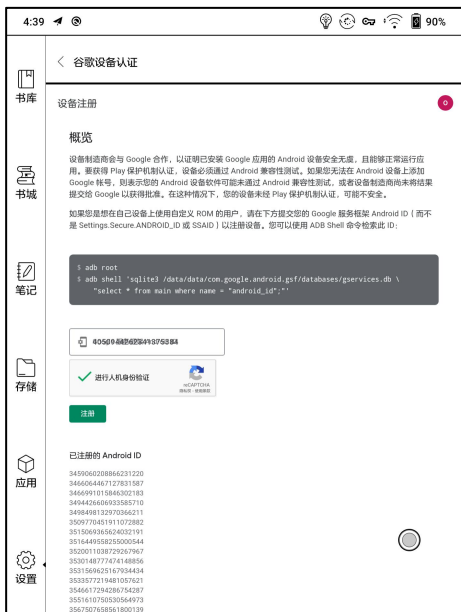 4:39
90%
书库
书城
笔记
存储
应用
设置
谷歌设备认证
设备注册
O
概览
设备制造商会与 Google 合作，以证明已安装 Google 应用的 Android 设备安全无虞，且能够正常运行应
用。要获得 Play 保护机制认证，设备必须通过 Android 兼容性测试。如果您无法在 Android 设备上添加
Google 帐号，则表示您的 Android 设备软件可能未通过 Android 兼容性测试，或者设备制造商尚未将结果
提交给 Google 以获得批准。在这种情况下，您的设备未经 Play 保护机制认证，可能不安全。
如果您是想在自己设备上使用自定义 ROM 的用户，请在下方提交您的 Google 服务框架 Android ID（而不
是 Settings.Secure.ANDROID_ID 或 SSAID）以注册设备。您可以使用 ADB Shell 命令检索此 ID：
$ adb root
$ adb shell 'sqlite3 /data/data/com.google.android.gsf/databases/gservices.db \
"select * from main where name = "android_id";"'
进行人机身份验证
reCAPTCHA
隐私权 - 使用条款
注册
已注册的 Android ID
3459060208866231220
3466064467127831587
3466991015846302183
3494426606933585710
3498498132970366211
3509770451911072882
3515069365624032191
3516449558255000544
3520011038729267967
3530148777474148856
3531569625167934434
3533577219481057621
3546617294286754287
3551610750530564973
3567507658561800139